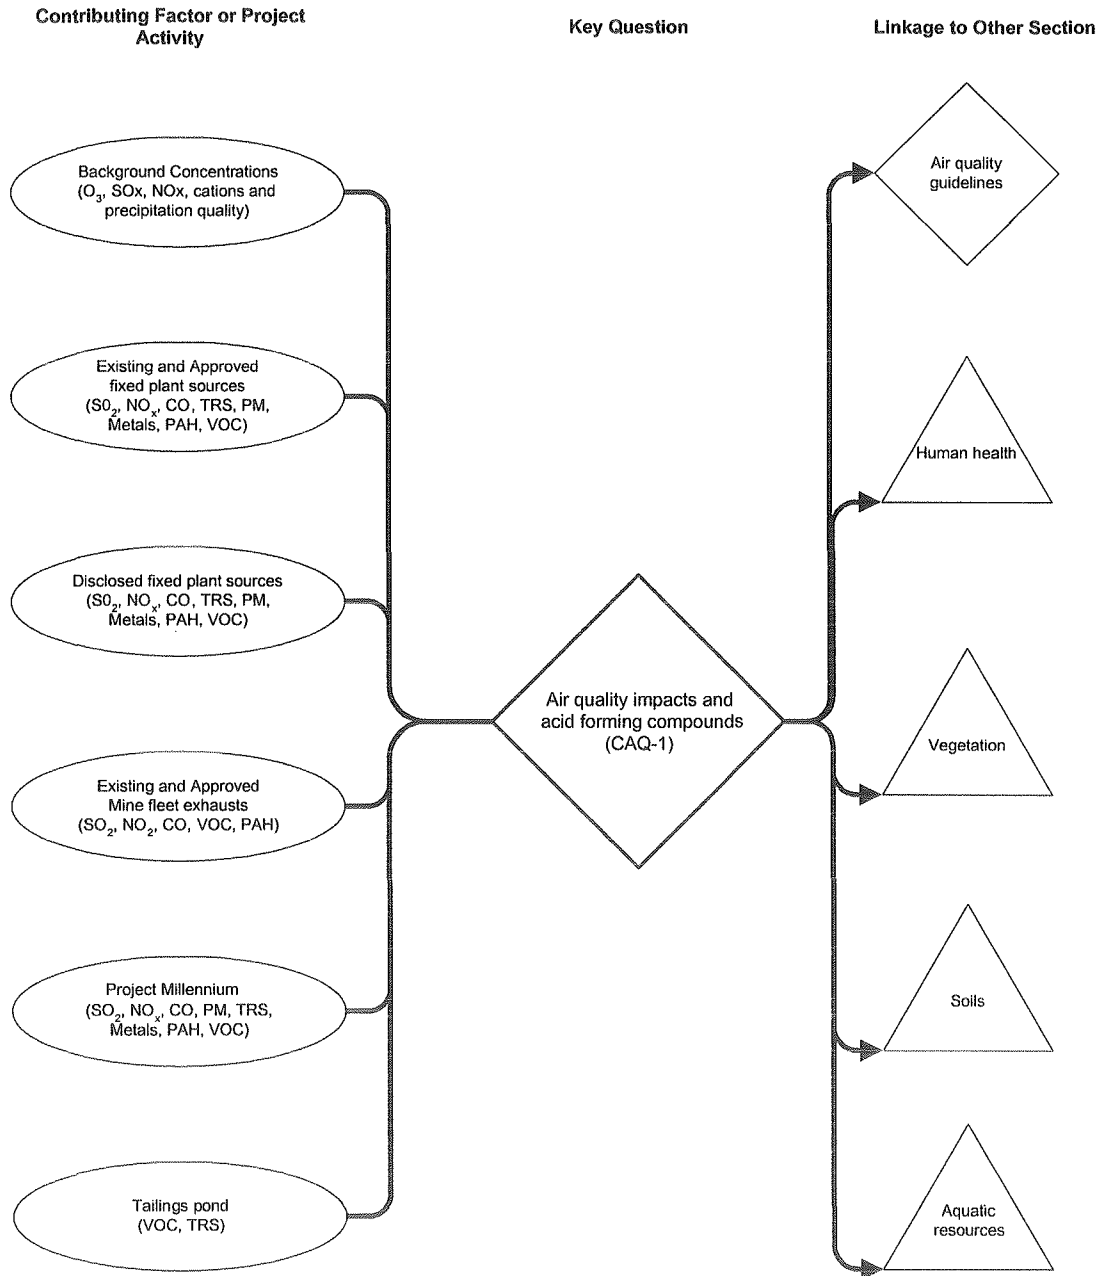 Contributing Factor or Project
Activity
Key Question
Linkage to Other Section
Background Concentrations
(O₃, SOx, NOx, cations and
precipitation quality)
Existing and Approved
fixed plant sources
(S0₂, NOₓ, CO, TRS, PM,
Metals, PAH, VOC)
Disclosed fixed plant sources
(S0₂, NOₓ, CO, TRS, PM,
Metals, PAH, VOC)
Existing and Approved
Mine fleet exhausts
(SO₂, NO₂, CO, VOC, PAH)
Project Millennium
(SO₂, NOₓ, CO, PM, TRS,
Metals, PAH, VOC)
Tailings pond
(VOC, TRS)
Air quality impacts and
acid forming compounds
(CAQ-1)
Air quality
guidelines
Human health
Vegetation
Soils
Aquatic
resources